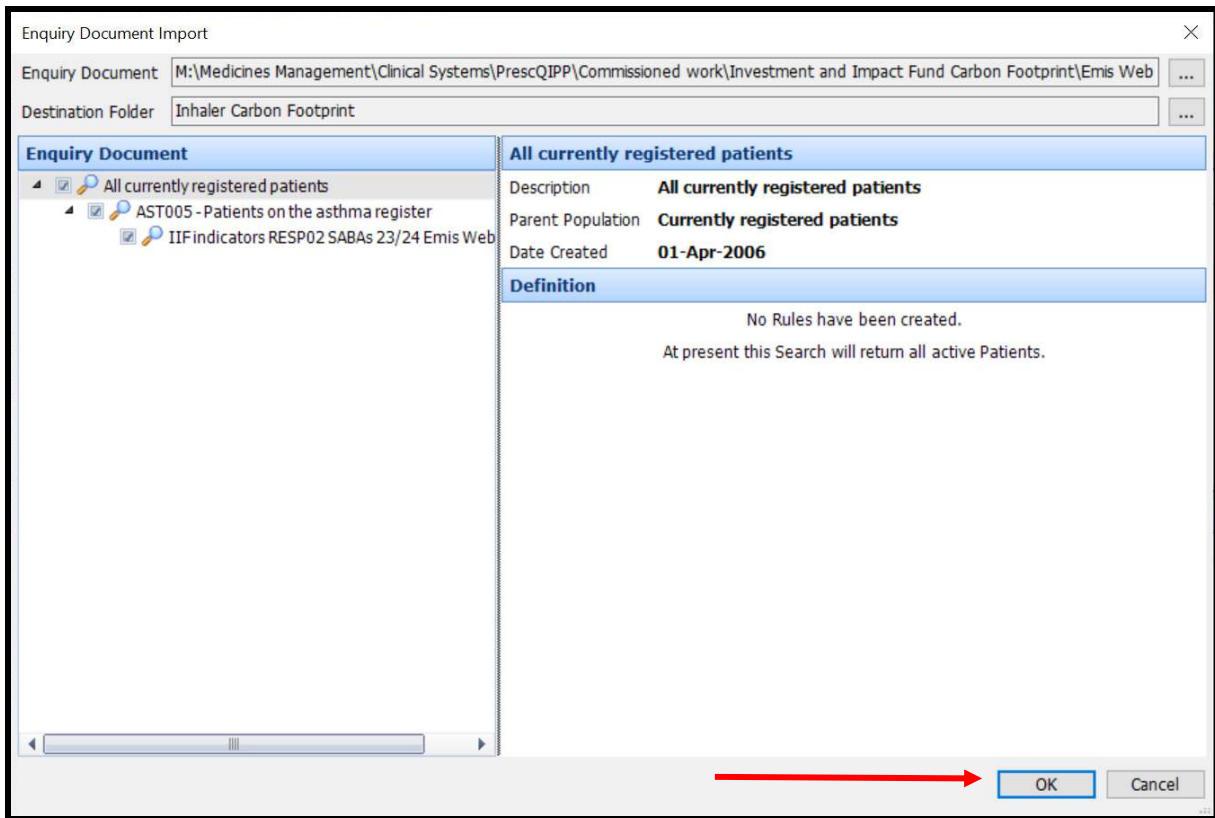 Enquiry Document Import
Enquiry Document M:\Medicines Management\Clinical Systems\PrescQIPP\Commissioned work\Investment and Impact Fund Carbon Footprint\Emis Web ...
Destination Folder Inhaler Carbon Footprint ...
Enquiry Document
All currently registered patients
AST005 - Patients on the asthma register
IIF indicators RESP02 SABAs 23/24 Emis Web
All currently registered patients
Description All currently registered patients
Parent Population Currently registered patients
Date Created 01-Apr-2006
Definition
No Rules have been created.
At present this Search will return all active Patients.
OK Cancel